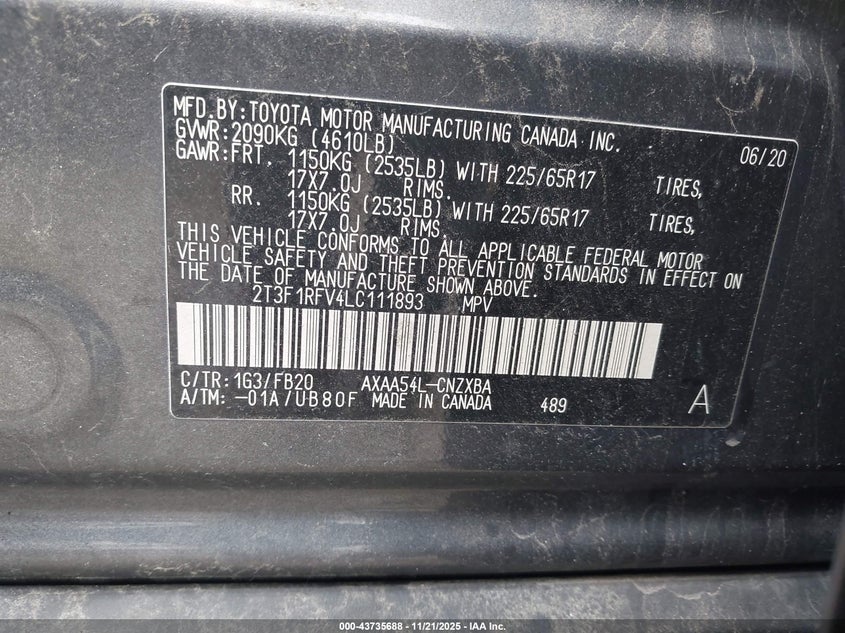 MFD.BY:TOYOTA MOTOR MANUFACTURING CANADA INC. 06/20
GVWR:2090KG (4610LB)
GAWR:FRT. 1150KG (2535LB) WITH 225/65R17 TIRES,
17X7.0J RIMS.
RR. 1150KG (2535LB) WITH 225/65R17 TIRES,
17X7.0J RIMS.
THIS VEHICLE CONFORMS TO ALL APPLICABLE FEDERAL MOTOR
VEHICLE SAFETY AND THEFT PREVENTION STANDARDS IN EFFECT ON
THE DATE OF MANUFACTURE SHOWN ABOVE.
2T3F1RFV4LC111893 MPV
C/TR:1G3/FB20 AXAA54L-CNZXBA
A/TM: -01A/UB80F MADE IN CANADA 489 A
000-43735688 - 11/21/2025 - IAA Inc.